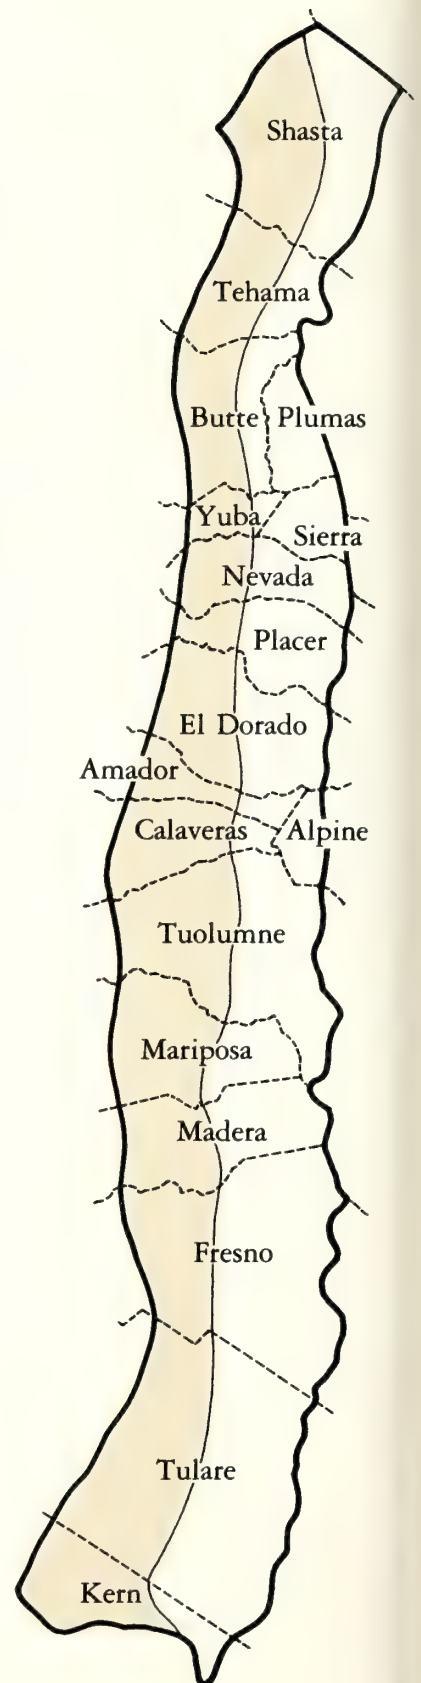 Shasta
Tehama
Butte Plumas
Yuba
Sierra
Nevada
Placer
El Dorado
Amador
Calaveras Alpine
Tuolumne
Mariposa
Madera
Fresno
Tulare
Kern